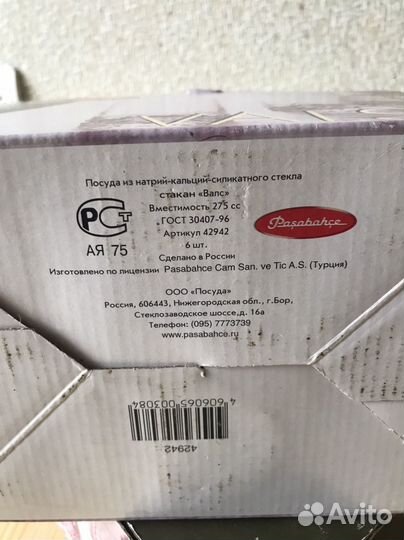 Посуда из натрий-кальций-силикатного стекла
стакан «Валс»
Вместимость 275 сс
ГОСТ 30407-96
Артикул 42942
6 шт.
Сделано в России
РСТ
АЯ 75
Paşabahçe
Изготовлено по лицензии Pasabahce Cam San. ve Tic A.S. (Турция)
ООО «Посуда»
Россия, 606443, Нижегородская обл., г.Бор,
Стеклозаводское шоссе,д. 16а
Телефон: (095) 7773739
www.pasabahce.ru
4 606065 003084
42942
Avito